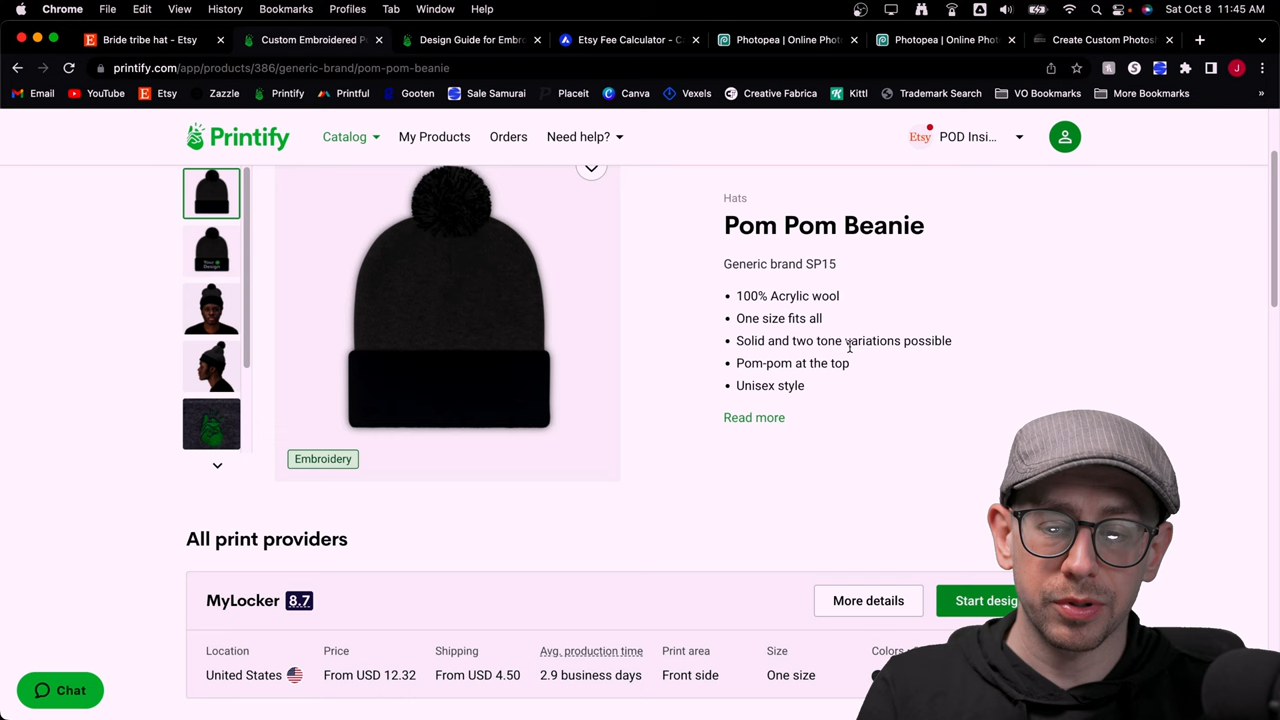 Chrome File Edit View History Bookmarks Profiles Tab Window Help Sat Oct 8 11:45 AM
Bride tribe hat - Etsy Custom Embroidered P Design Guide for Embro Etsy Fee Calculator - C Photopea | Online Phot Photopea | Online Phot Create Custom Photosh
printify.com/app/products/386/generic-brand/pom-pom-beanie J
Email YouTube Etsy Zazzle Printify Printful Gooten Sale Samurai Placeit Canva Vexels Creative Fabrica Kittl Trademark Search VO Bookmarks More Bookmarks »
Printify Catalog My Products Orders Need help? Etsy POD Insi...
Hats
Pom Pom Beanie
Generic brand SP15
• 100% Acrylic wool
• One size fits all
• Solid and two tone variations possible
• Pom-pom at the top
• Unisex style
Read more
Your
Design
Embroidery
All print providers
MyLocker 8.7 More details Start desig
Location Price Shipping Avg. production time Print area Size Colors
United States From USD 12.32 From USD 4.50 2.9 business days Front side One size
Chat